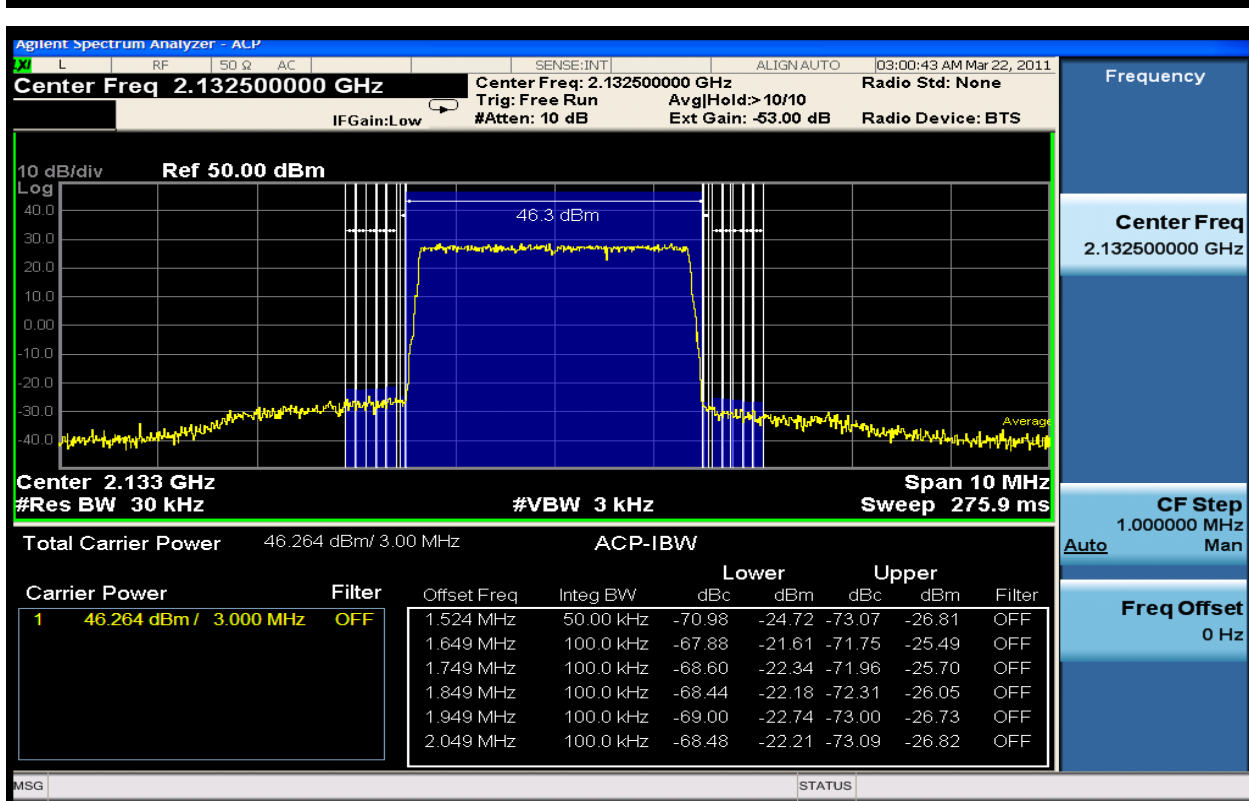 Agilent Spectrum Analyzer - ACP
LXI L RF 50 Ω AC SENSE:INT ALIGN AUTO 03:00:43 AM Mar 22, 2011
Center Freq 2.132500000 GHz
Center Freq: 2.132500000 GHz Radio Std: None
Trig: Free Run Avg|Hold:>10/10
IFGain:Low #Atten: 10 dB Ext Gain: -53.00 dB Radio Device: BTS
10 dB/div Ref 50.00 dBm
Log
40.0
30.0
20.0
10.0
0.00
-10.0
-20.0
-30.0
-40.0
46.3 dBm
Average
Center 2.133 GHz Span 10 MHz
#Res BW 30 kHz #VBW 3 kHz Sweep 275.9 ms
Total Carrier Power 46.264 dBm/ 3.00 MHz ACP-IBW
Lower Upper
Carrier Power Filter Offset Freq Integ BW dBc dBm dBc dBm Filter
1 46.264 dBm / 3.000 MHz OFF 1.524 MHz 50.00 kHz -70.98 -24.72 -73.07 -26.81 OFF
1.649 MHz 100.0 kHz -67.88 -21.61 -71.75 -25.49 OFF
1.749 MHz 100.0 kHz -68.60 -22.34 -71.96 -25.70 OFF
1.849 MHz 100.0 kHz -68.44 -22.18 -72.31 -26.05 OFF
1.949 MHz 100.0 kHz -69.00 -22.74 -73.00 -26.73 OFF
2.049 MHz 100.0 kHz -68.48 -22.21 -73.09 -26.82 OFF
MSG STATUS
Frequency
Center Freq
2.132500000 GHz
CF Step
1.000000 MHz
Auto Man
Freq Offset
0 Hz